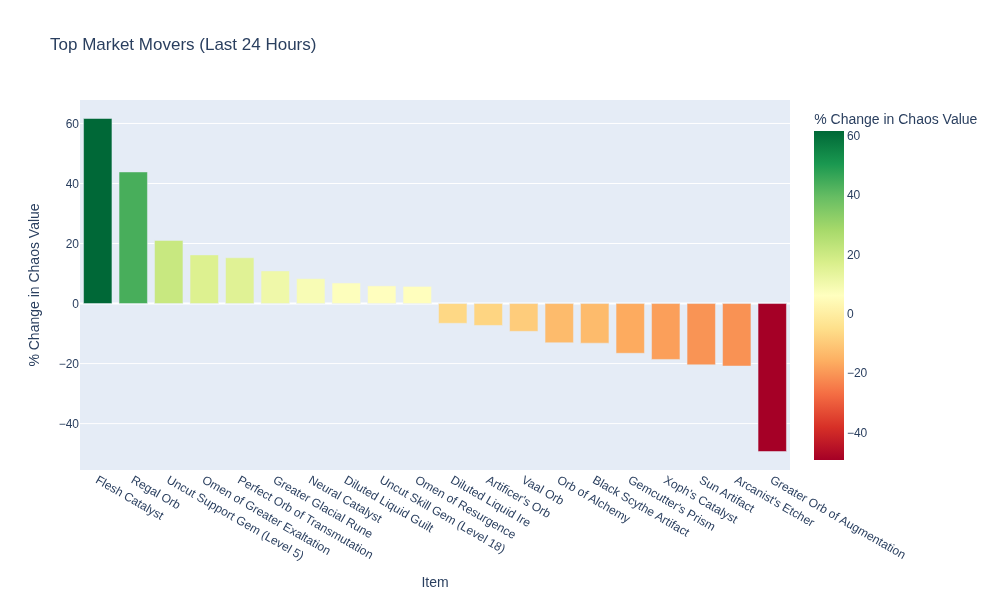 Top Market Movers (Last 24 Hours)
% Change in Chaos Value
60
40
20
0
−20
−40
% Change in Chaos Value
60
40
20
0
−20
−40
Flesh Catalyst
Regal Orb
Uncut Support Gem (Level 5)
Omen of Greater Exaltation
Perfect Orb of Transmutation
Greater Glacial Rune
Neural Catalyst
Diluted Liquid Guilt
Uncut Skill Gem (Level 18)
Omen of Resurgence
Diluted Liquid Ire
Artificer's Orb
Vaal Orb
Orb of Alchemy
Black Scythe Artifact
Gemcutter's Prism
Xoph's Catalyst
Sun Artifact
Arcanist's Etcher
Greater Orb of Augmentation
Item